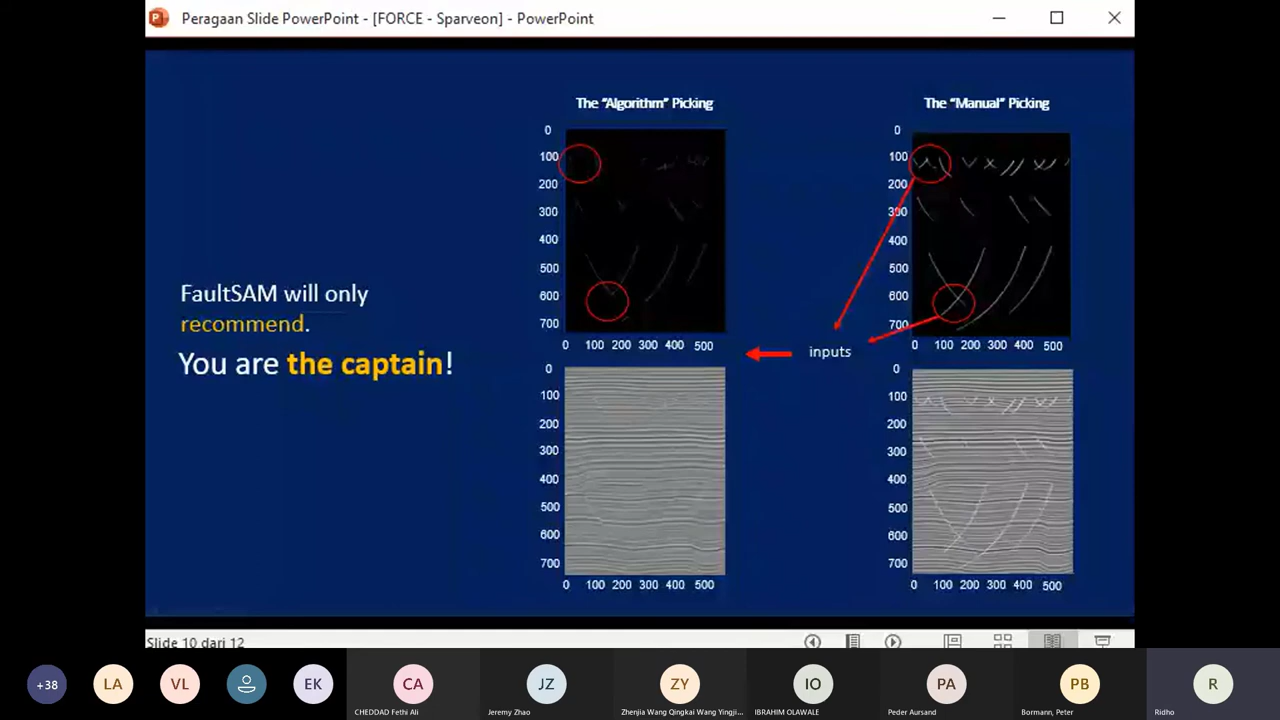 Peragaan Slide PowerPoint - [FORCE - Sparveon] - PowerPoint
The "Algorithm" Picking
The "Manual" Picking
0
100
200
300
400
500
600
700
0 100 200 300 400 500
0
100
200
300
400
500
600
700
0 100 200 300 400 500
FaultSAM will only
recommend.
You are the captain!
inputs
0
100
200
300
400
500
600
700
0 100 200 300 400 500
0
100
200
300
400
500
600
700
0 100 200 300 400 500
Slide 10 dari 12
+38
LA
VL
EK
CA
CHEDDAD Fethi Ali
JZ
Jeremy Zhao
ZY
Zhenjia Wang Qingkai Wang Yingji...
IO
IBRAHIM OLAWALE
PA
Peder Aursand
PB
Bormann, Peter
R
Ridho